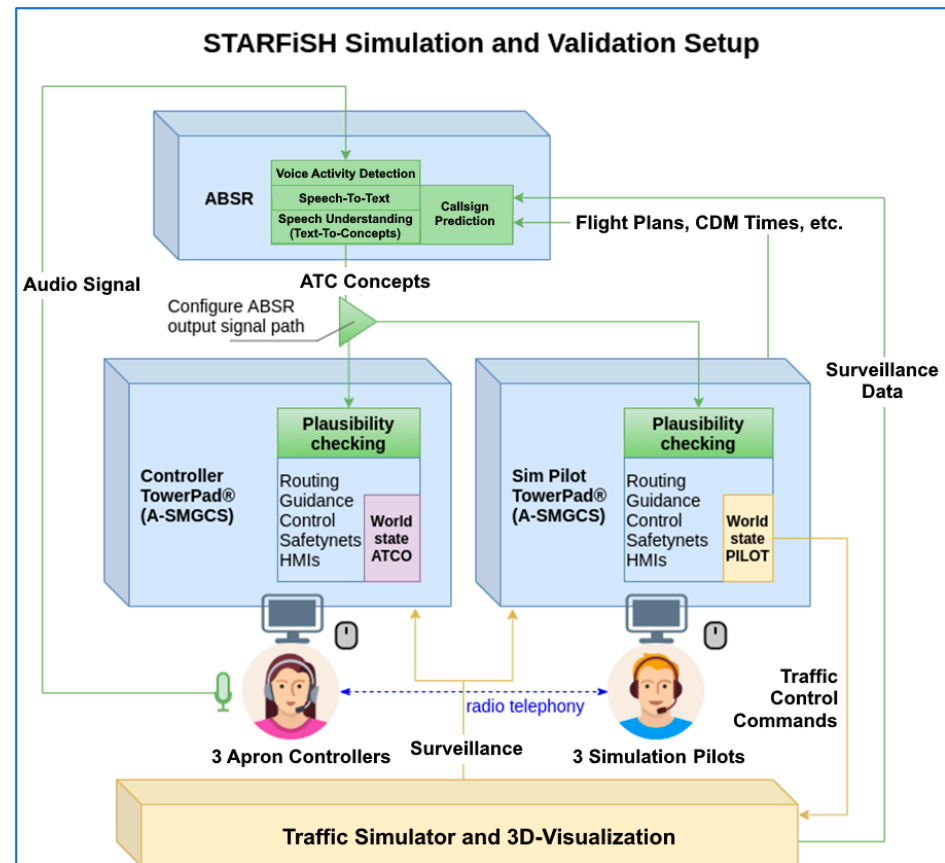 STARFiSH Simulation and Validation Setup
ABSR
Voice Activity Detection
Speech-To-Text
Speech Understanding
(Text-To-Concepts)
Callsign
Prediction
Flight Plans, CDM Times, etc.
Audio Signal
ATC Concepts
Configure ABSR
output signal path
Surveillance
Data
Plausibility
checking
Controller
TowerPad®
(A-SMGCS)
Routing
Guidance
Control
Safetynets
HMIs
World
state
ATCO
Plausibility
checking
Sim Pilot
TowerPad®
(A-SMGCS)
Routing
Guidance
Control
Safetynets
HMIs
World
state
PILOT
radio telephony
Traffic
Control
Commands
3 Apron Controllers
Surveillance
3 Simulation Pilots
Traffic Simulator and 3D-Visualization